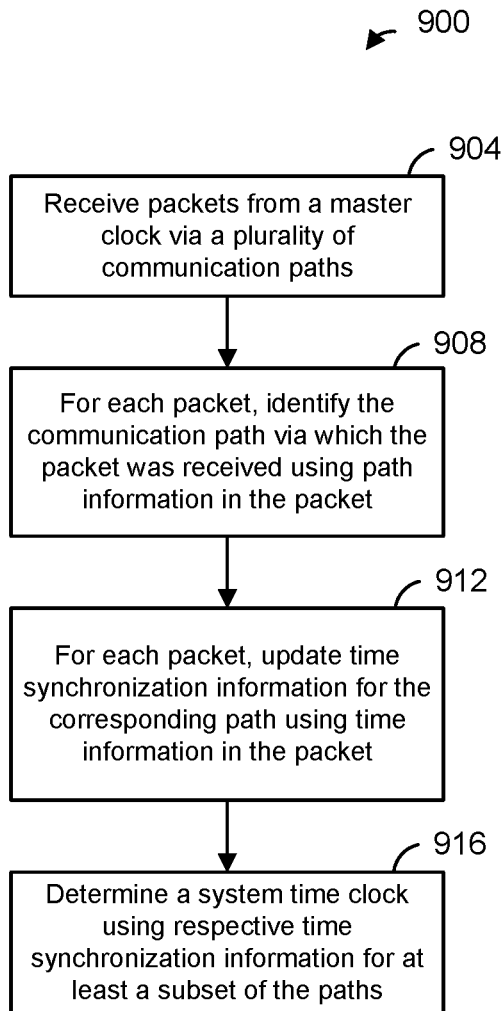 900
904
Receive packets from a master
clock via a plurality of
communication paths
908
For each packet, identify the
communication path via which the
packet was received using path
information in the packet
912
For each packet, update time
synchronization information for the
corresponding path using time
information in the packet
916
Determine a system time clock
using respective time
synchronization information for at
least a subset of the paths